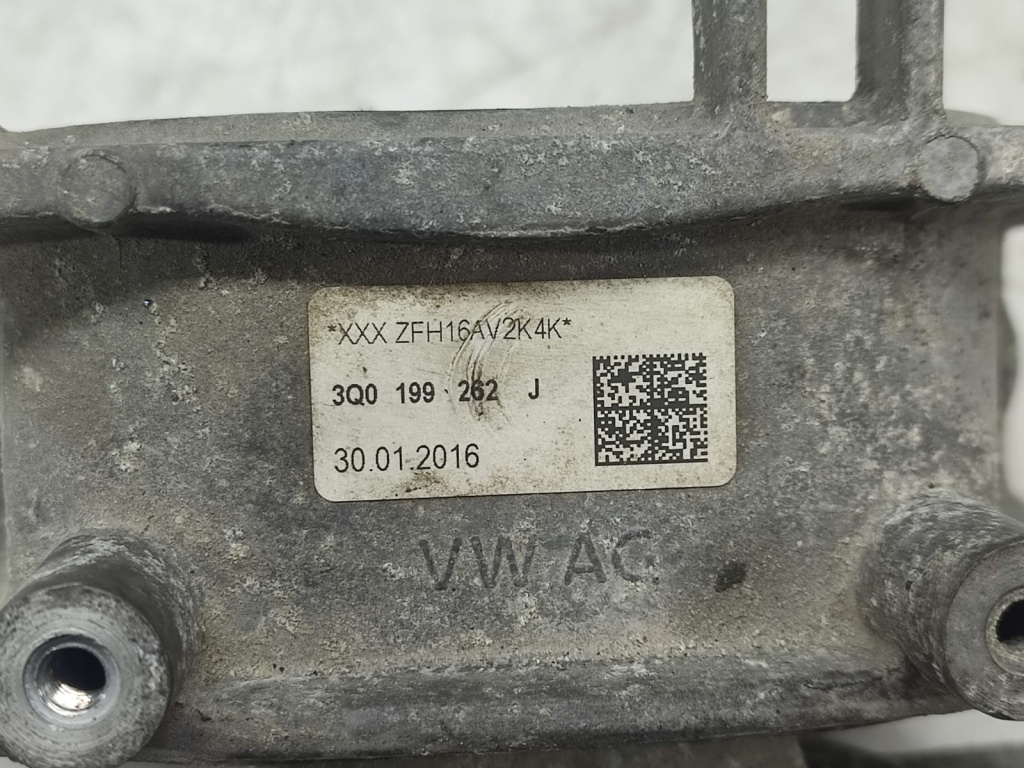 *XXX ZFH16AV2K4K*
3Q0 199 262 J
30.01.2016
VW AG